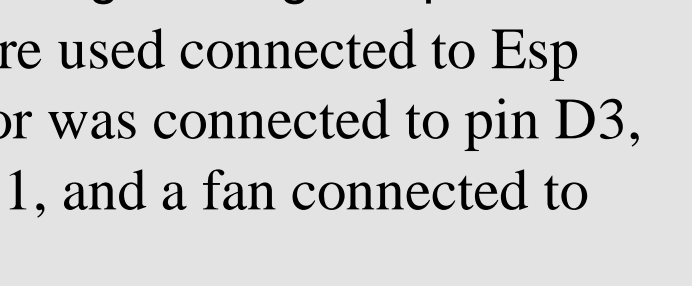 re used connected to Esp
or was connected to pin D3,
1, and a fan connected to